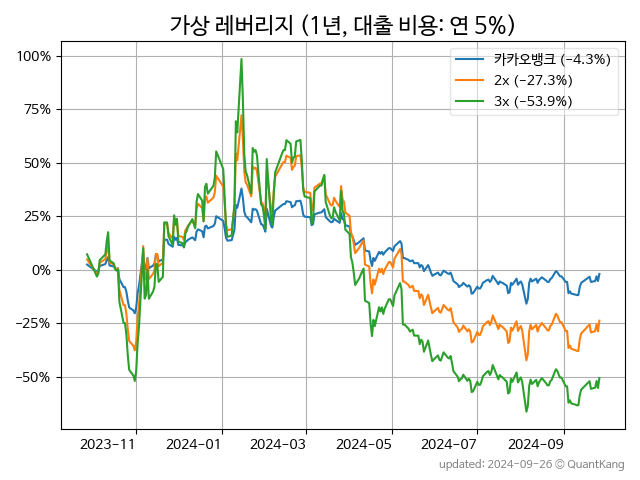 가상 레버리지 (1년, 대출 비용: 연 5%)
카카오뱅크 (−4.3%)
2x (−27.3%)
3x (−53.9%)
100%
75%
50%
25%
0%
−25%
−50%
2023-11
2024-01
2024-03
2024-05
2024-07
2024-09
updated: 2024-09-26 © QuantKang